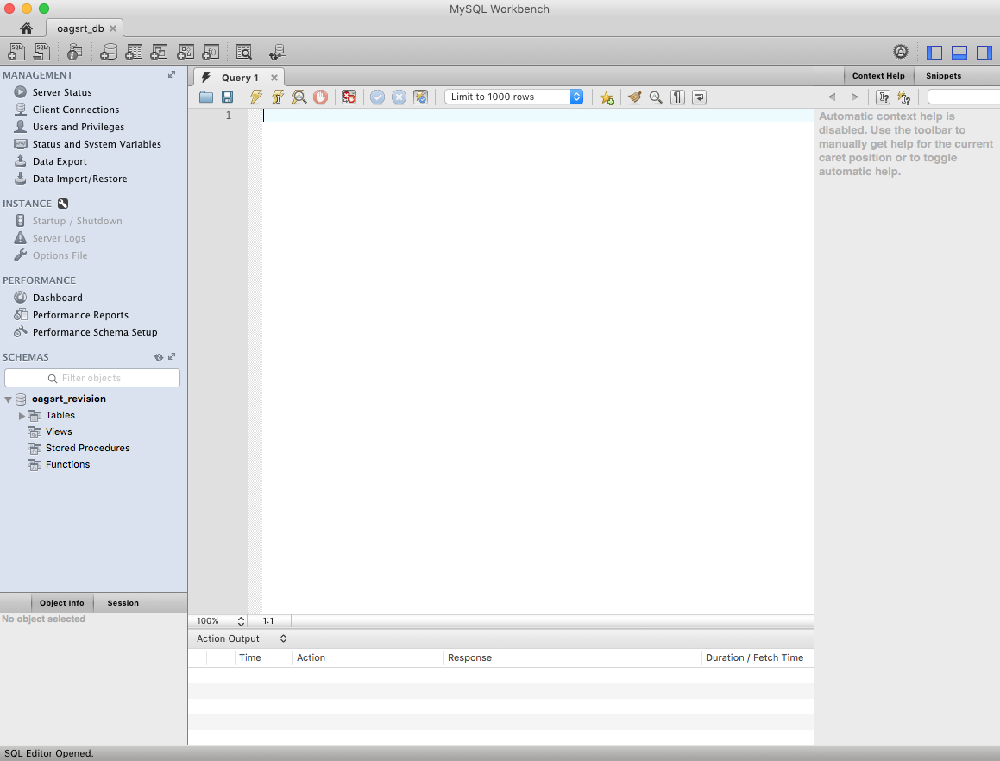 MySQL Workbench
oagsrt_db
MANAGEMENT
Server Status
Client Connections
Users and Privileges
Status and System Variables
Data Export
Data Import/Restore
INSTANCE
Startup / Shutdown
Server Logs
Options File
PERFORMANCE
Dashboard
Performance Reports
Performance Schema Setup
SCHEMAS
Filter objects
oagsrt_revision
Tables
Views
Stored Procedures
Functions
Object Info Session
No object selected
Query 1
Limit to 1000 rows
1
100% 1:1
Action Output
Time Action Response Duration / Fetch Time
Context Help Snippets
Automatic context help is
disabled. Use the toolbar to
manually get help for the current
caret position or to toggle
automatic help.
SQL Editor Opened.